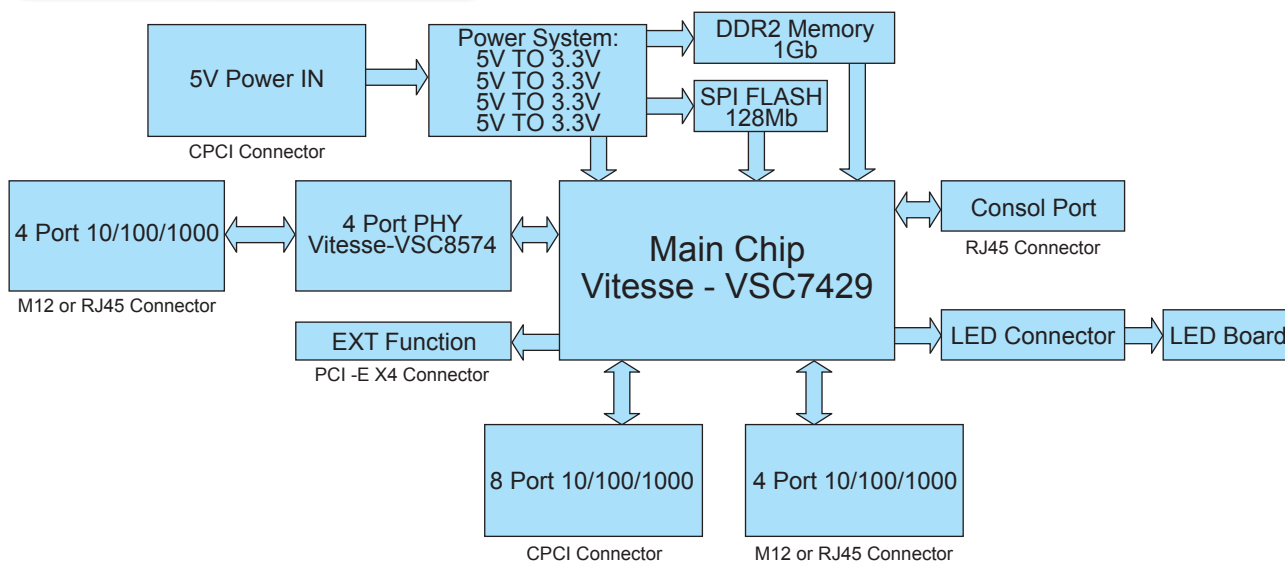 5V Power IN
CPCI Connector
Power System:
5V TO 3.3V
5V TO 3.3V
5V TO 3.3V
5V TO 3.3V
DDR2 Memory
1Gb
SPI FLASH
128Mb
4 Port 10/100/1000
M12 or RJ45 Connector
4 Port PHY
Vitesse-VSC8574
Main Chip
Vitesse - VSC7429
Consol Port
RJ45 Connector
EXT Function
PCI -E X4 Connector
LED Connector
LED Board
8 Port 10/100/1000
CPCI Connector
4 Port 10/100/1000
M12 or RJ45 Connector